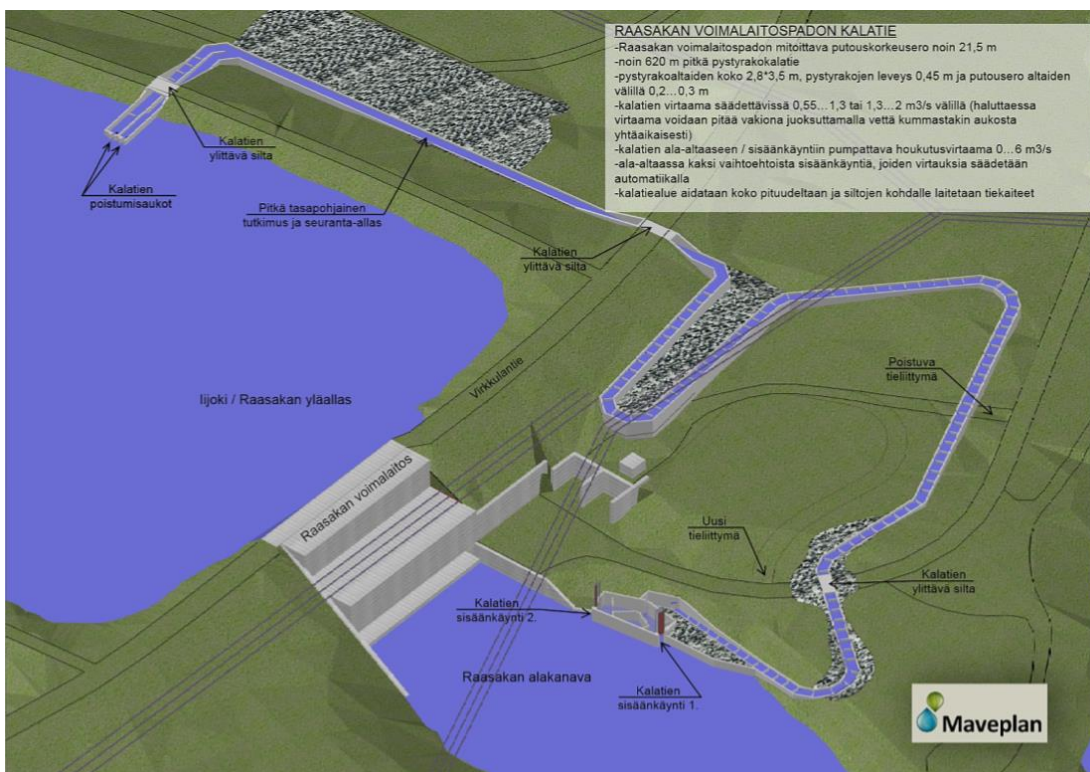 RAASAKAN VOIMALAITOSPADON KALATIE
-Raasakan voimalaitospadon mitoittava putouskorkeusero noin 21,5 m
-noin 620 m pitkä pystyrakokalatie
-pystyrakoaltaiden koko 2,8*3,5 m, pystyrakojen leveys 0,45 m ja putousero altaiden
välillä 0,2…0,3 m
-kalatien virtaama säädettävissä 0,55…1,3 tai 1,3…2 m3/s välillä (haluttaessa
virtaama voidaan pitää vakiona juoksuttamalla vettä kummastakin aukosta
yhtäaikaisesti)
-kalatien ala-altaaseen / sisäänkäyntiin pumpattava houkutusvirtaama 0…6 m3/s
-ala-altaassa kaksi vaihtoehtoista sisäänkäyntiä, joiden virtauksia säädetään
automatiikalla
-kalatiealue aidataan koko pituudeltaan ja siltojen kohdalle laitetaan tiekaiteet
Kalatien
ylittävä silta
Kalatien
poistumisaukot
Pitkä tasapohjainen
tutkimus ja seuranta-allas
Kalatien
ylittävä silta
Virkkulantie
Poistuva
tieliittymä
Iijoki / Raasakan yläallas
Raasakan voimalaitos
Uusi
tieliittymä
Kalatien
ylittävä silta
Kalatien
sisäänkäynti 2.
Raasakan alakanava
Kalatien
sisäänkäynti 1.
Maveplan